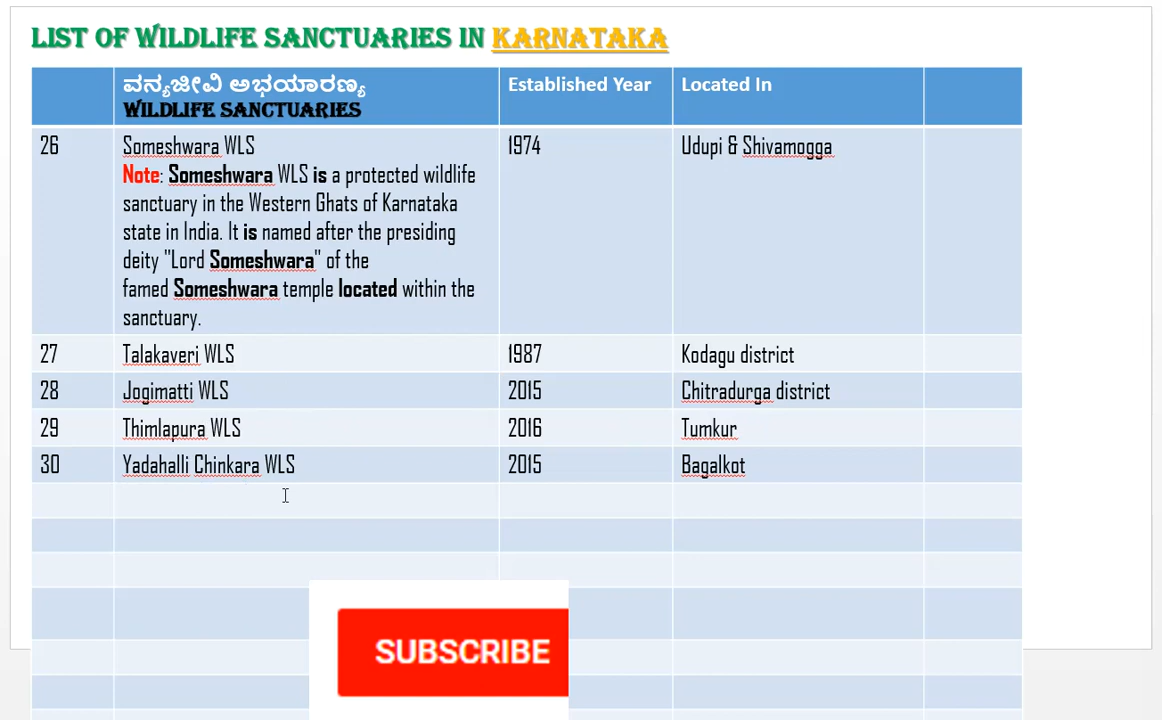 LIST OF WILDLIFE SANCTUARIES IN KARNATAKA
ವನ್ಯಜೀವಿ ಅಭಯಾರಣ್ಯ Established Year Located In
WILDLIFE SANCTUARIES
26 Someshwara WLS 1974 Udupi & Shivamogga
Note: Someshwara WLS is a protected wildlife
sanctuary in the Western Ghats of Karnataka
state in India. It is named after the presiding
deity "Lord Someshwara" of the
famed Someshwara temple located within the
sanctuary.
27 Talakaveri WLS 1987 Kodagu district
28 Jogimatti WLS 2015 Chitradurga district
29 Thimlapura WLS 2016 Tumkur
30 Yadahalli Chinkara WLS 2015 Bagalkot
SUBSCRIBE